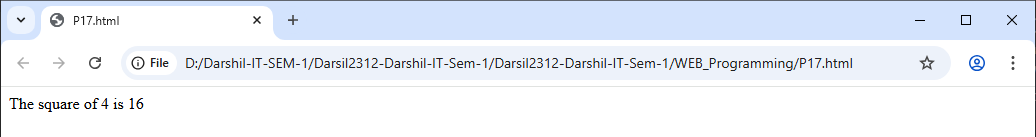 P17.html
File D:/Darshil-IT-SEM-1/Darsil2312-Darshil-IT-Sem-1/Darsil2312-Darshil-IT-Sem-1/WEB_Programming/P17.html
The square of 4 is 16